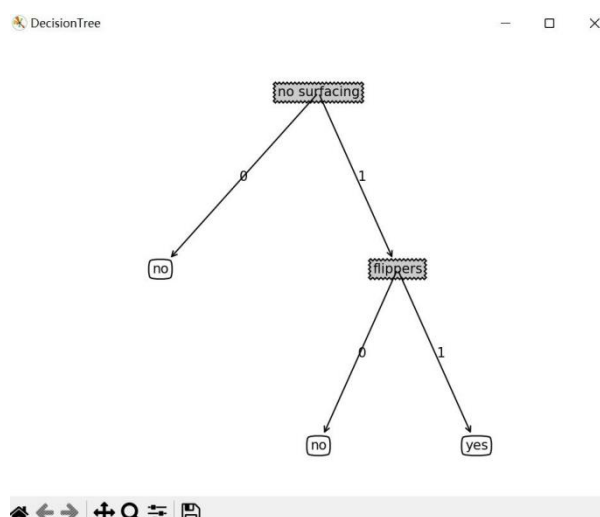 DecisionTree
no surfacing
0
1
no
flippers
0
1
no
yes